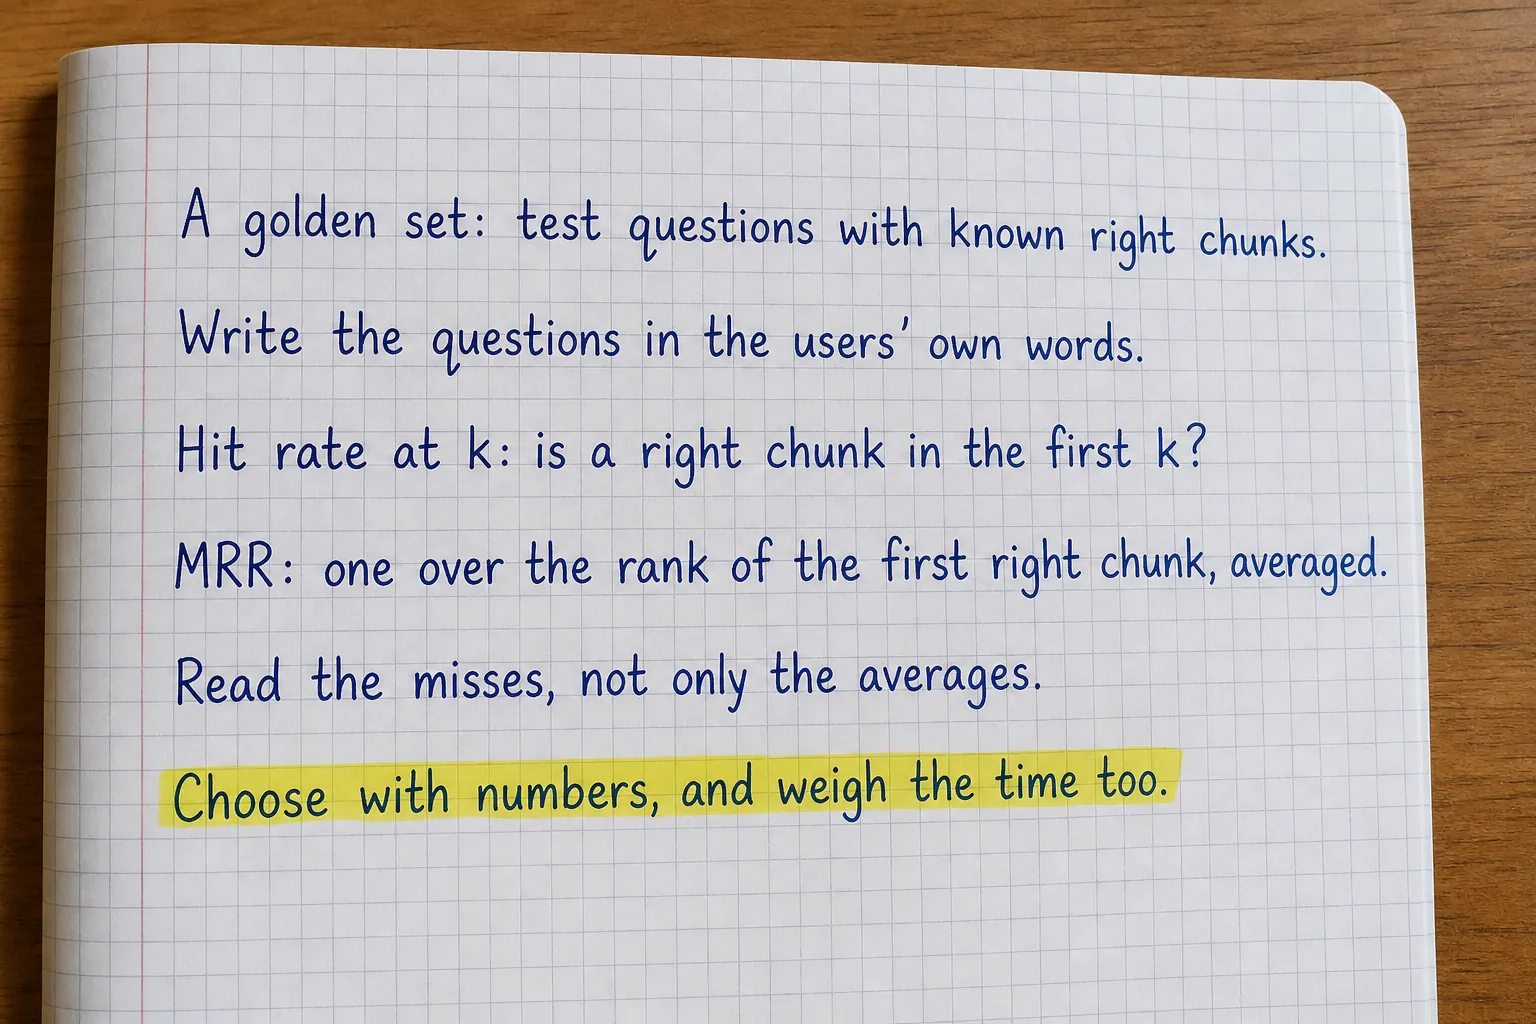 A golden set: test questions with known right chunks.
Write the questions in the users' own words.
Hit rate at k: is a right chunk in the first k?
MRR: one over the rank of the first right chunk, averaged.
Read the misses, not only the averages.
Choose with numbers, and weigh the time too.